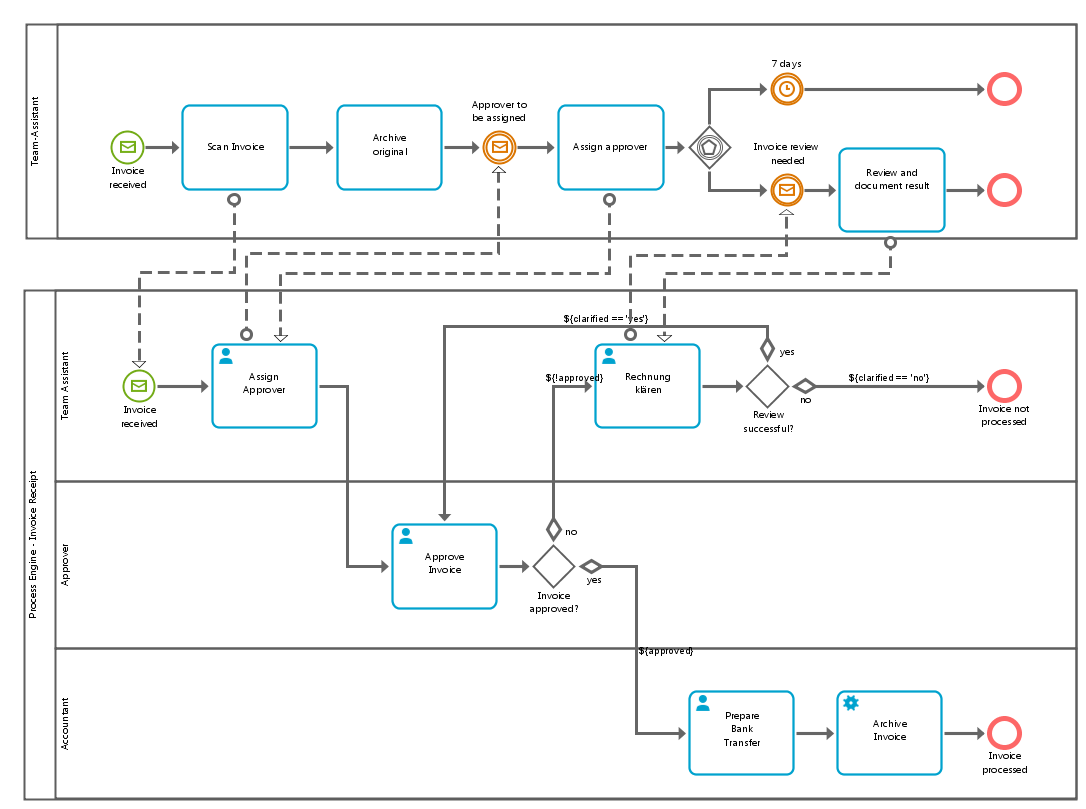 Team-Assistant
7 days
Approver to
be assigned
Scan Invoice
Archive
original
Assign approver
Invoice review
needed
Invoice
received
Review and
document result
Process Engine - Invoice Receipt
Team Assistant
${clarified == 'yes'}
yes
Assign
Approver
${!approved}
Rechnung
klären
${clarified == 'no'}
no
Invoice
received
Review
successful?
Invoice not
processed
Approver
no
Approve
Invoice
yes
Invoice
approved?
${approved}
Accountant
Prepare
Bank
Transfer
Archive
Invoice
Invoice
processed